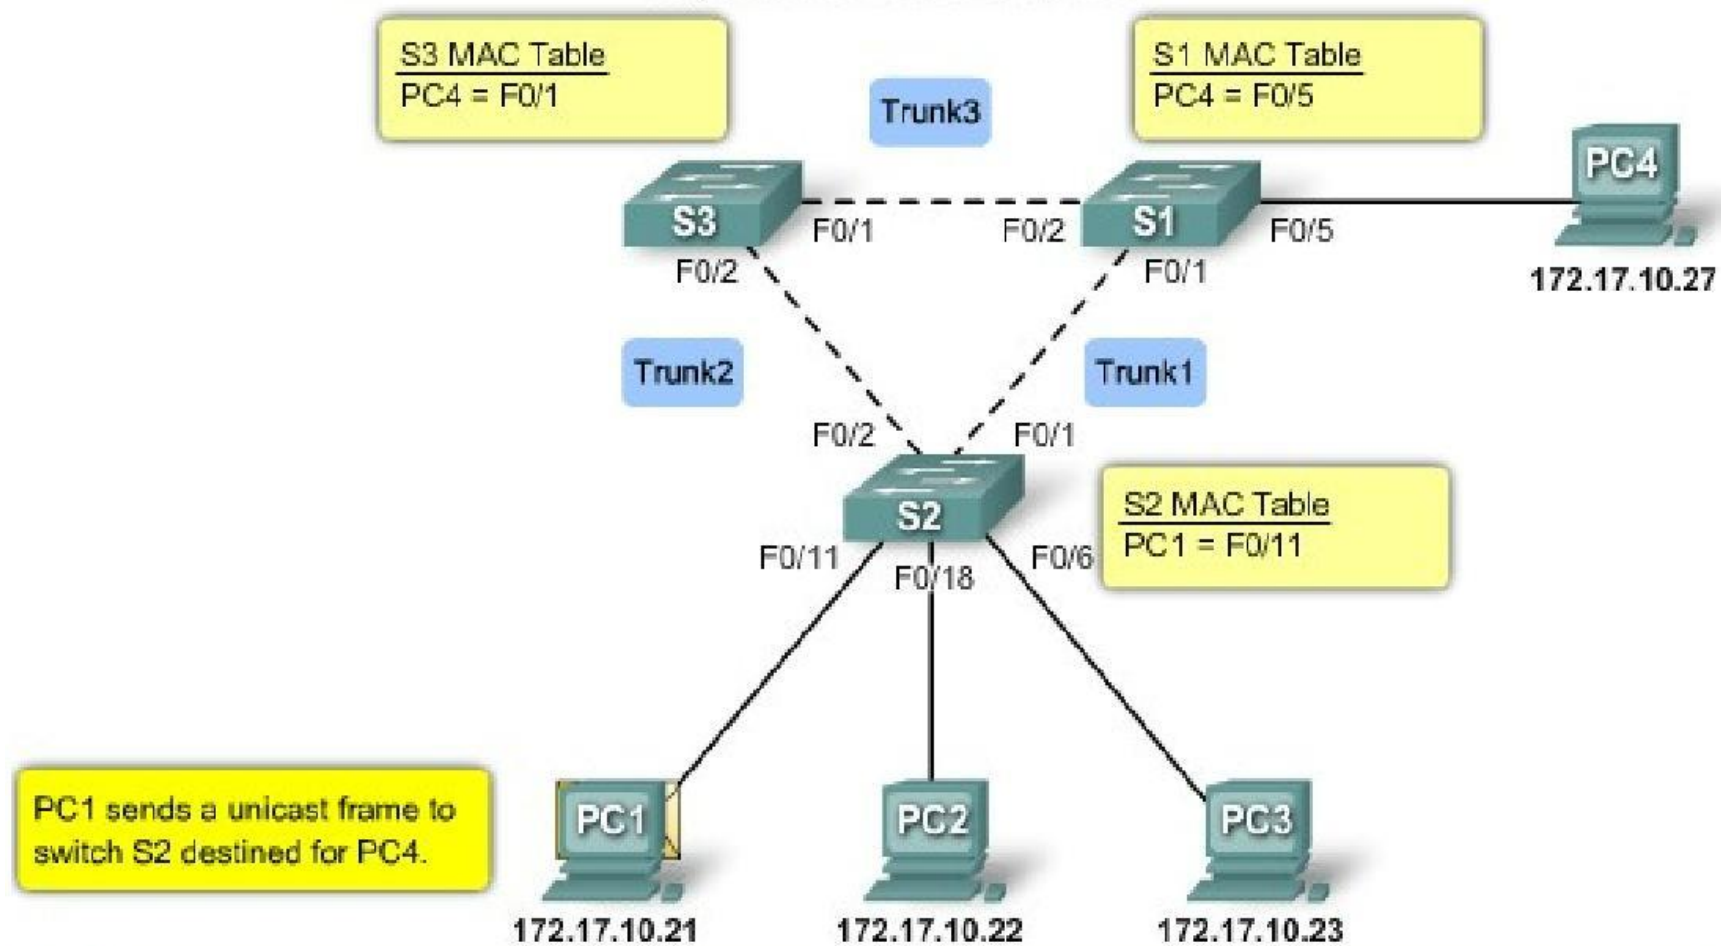 S3 MAC Table
PC4 = F0/1
S1 MAC Table
PC4 = F0/5
Trunk3
PC4
S3
F0/1
F0/2
S1
F0/5
F0/2
F0/1
172.17.10.27
Trunk2
Trunk1
F0/2
F0/1
S2
S2 MAC Table
PC1 = F0/11
F0/11
F0/18
F0/6
PC1 sends a unicast frame to
switch S2 destined for PC4.
PC1
PC2
PC3
172.17.10.21
172.17.10.22
172.17.10.23